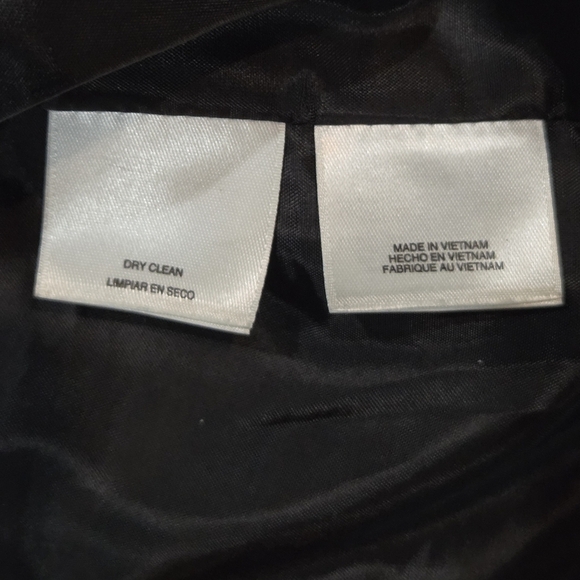 DRY CLEAN
LIMPIAR EN SECO
MADE IN VIETNAM
HECHO EN VIETNAM
FABRIQUE AU VIETNAM